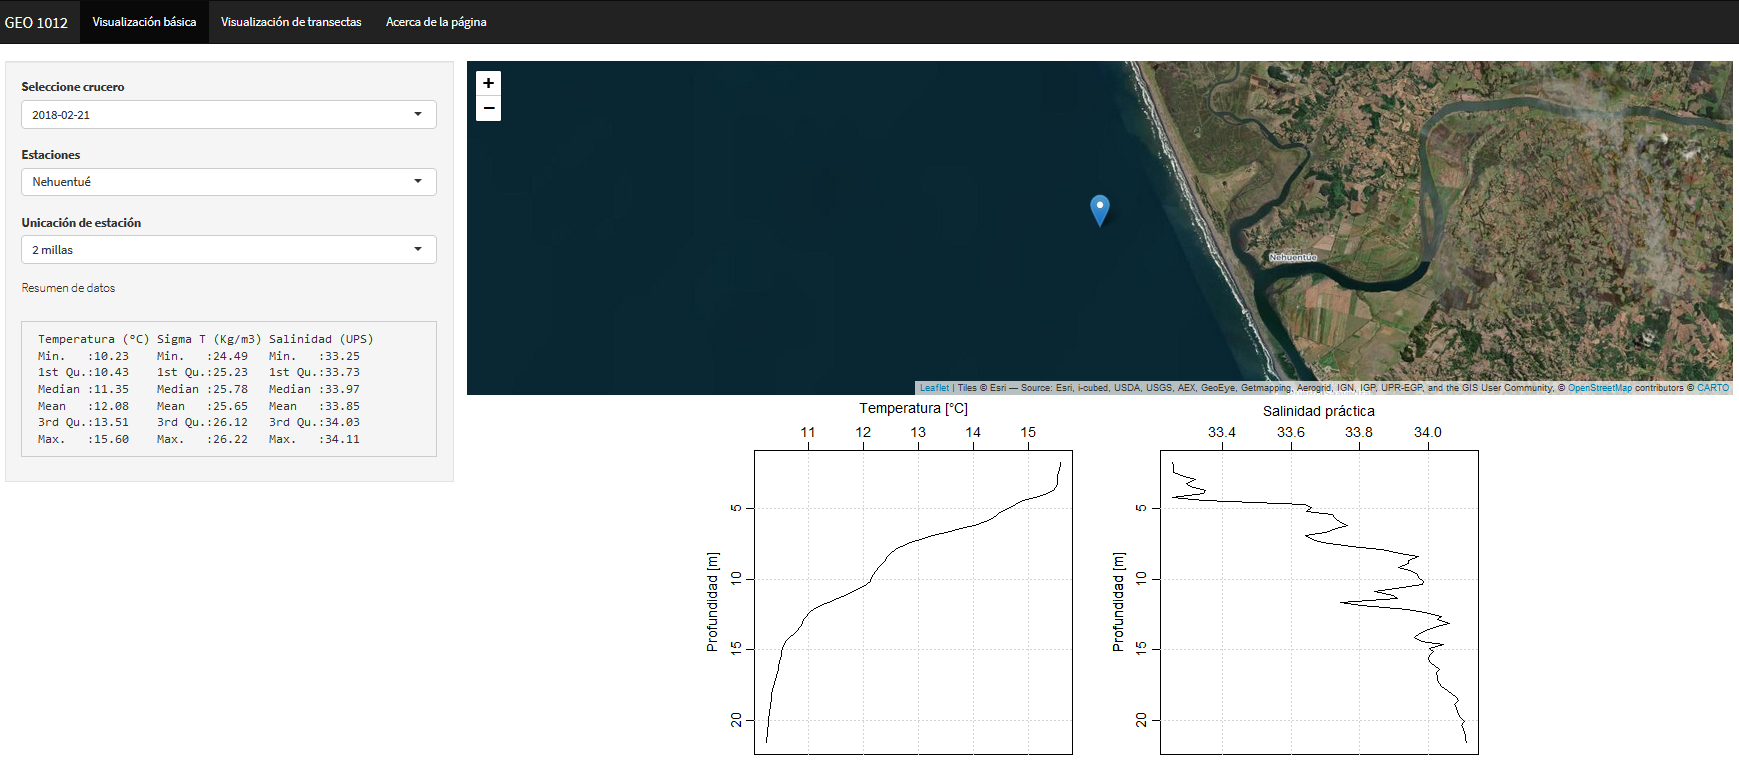 GEO 1012 Visualización básica Visualización de transectas Acerca de la página
Seleccione crucero
2018-02-21
Estaciones
Nehuentué
Unicación de estación
2 millas
Resumen de datos
Temperatura (°C) Sigma T (Kg/m3) Salinidad (UPS)
Min. :10.23 Min. :24.49 Min. :33.25
1st Qu.:10.43 1st Qu.:25.23 1st Qu.:33.73
Median :11.35 Median :25.78 Median :33.97
Mean :12.08 Mean :25.65 Mean :33.85
3rd Qu.:13.51 3rd Qu.:26.12 3rd Qu.:34.03
Max. :15.60 Max. :26.22 Max. :34.11
+
−
Nehuentúe
Leaflet | Tiles © Esri — Source: Esri, i-cubed, USDA, USGS, AEX, GeoEye, Getmapping, Aerogrid, IGN, IGP, UPR-EGP, and the GIS User Community, © OpenStreetMap contributors © CARTO
Temperatura [°C]
11 12 13 14 15
Profundidad [m]
5
10
15
20
Salinidad práctica
33.4 33.6 33.8 34.0
Profundidad [m]
5
10
15
20